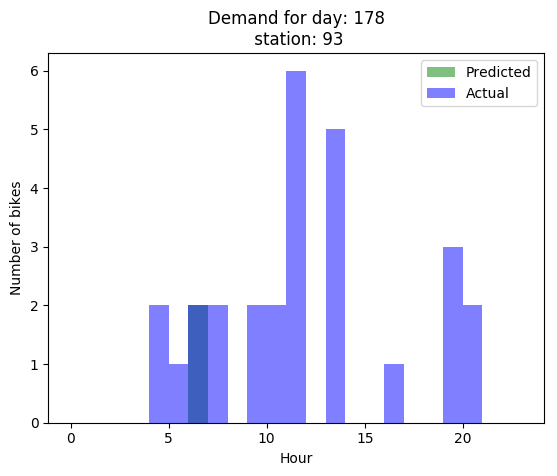 Demand for day: 178
station: 93
Predicted
Actual
Number of bikes
6
5
4
3
2
1
0
0
5
10
15
20
Hour